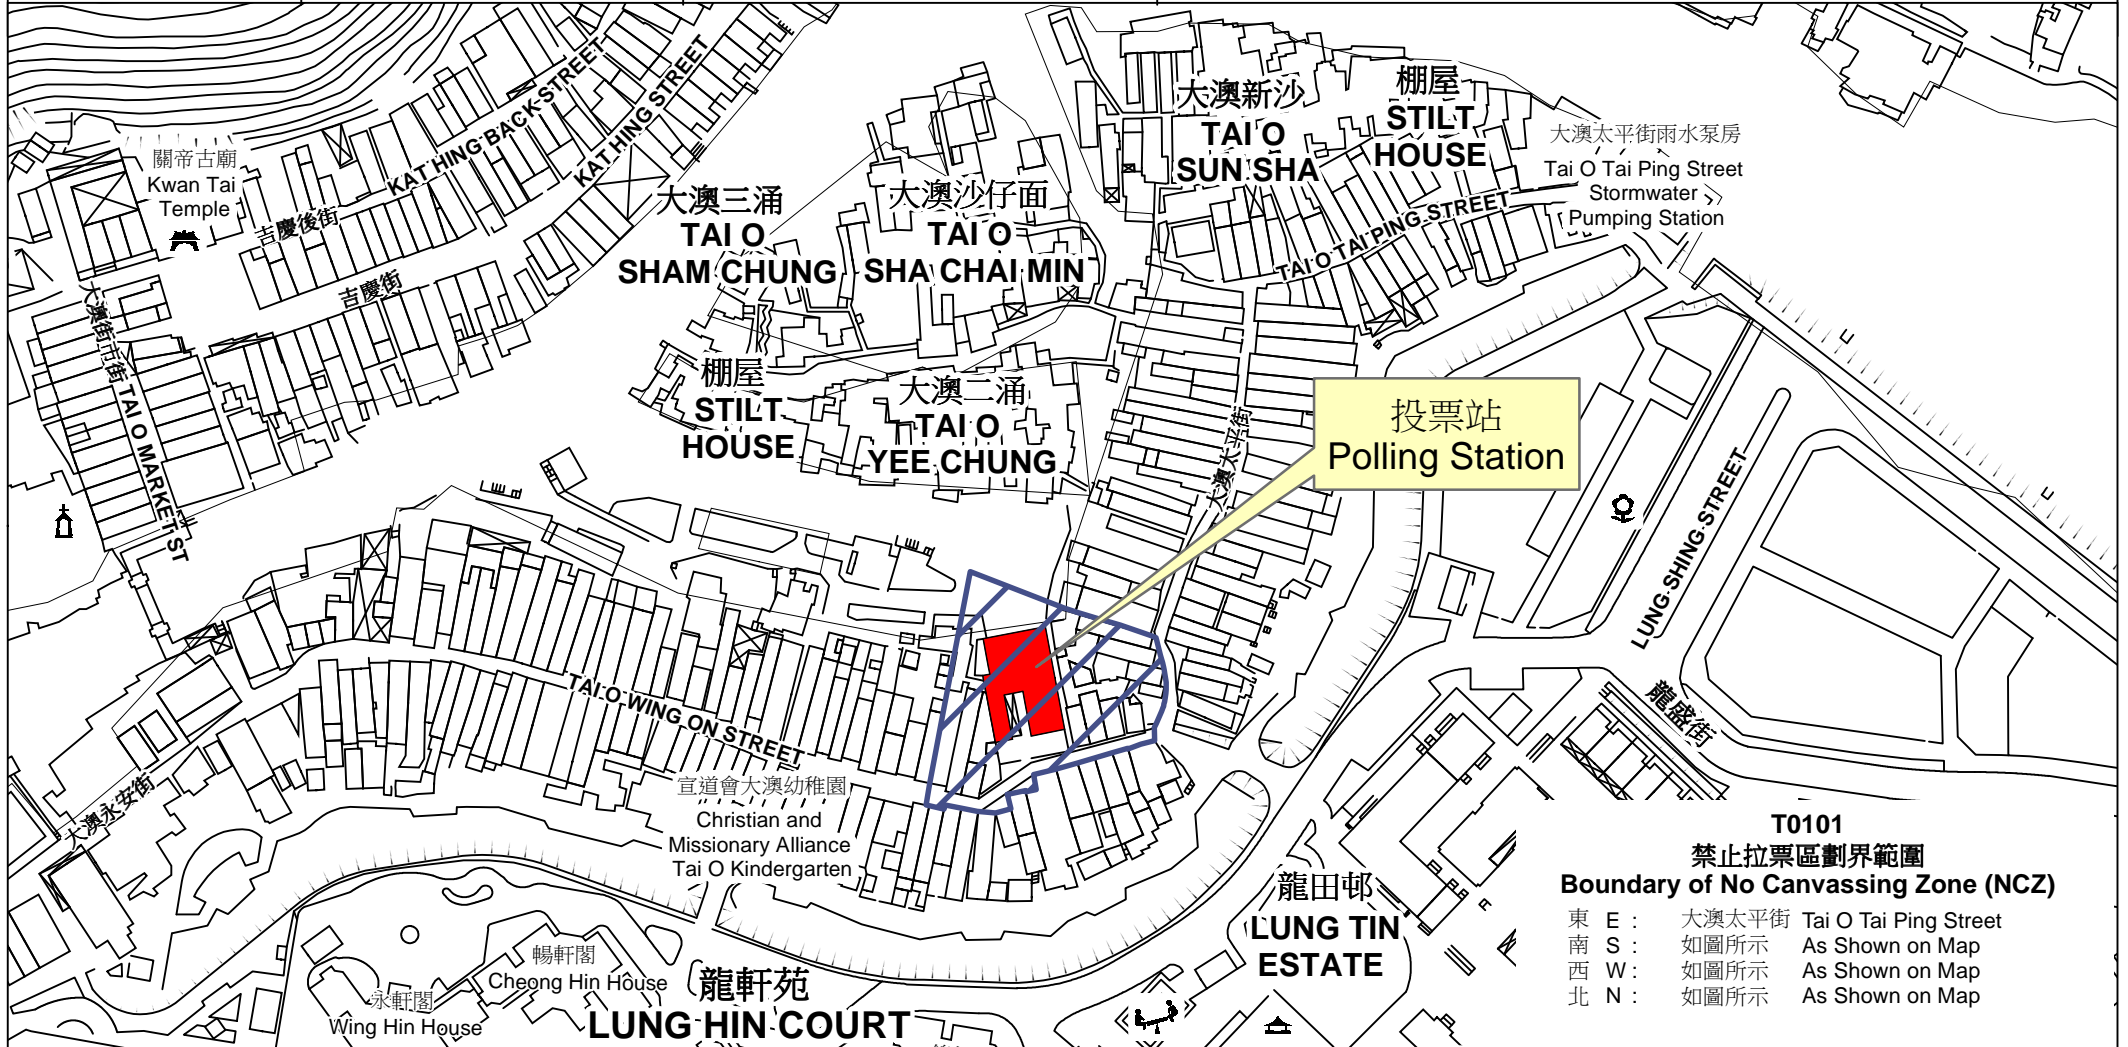 KAT HING BACK STREET
KAT HING STREET
關帝古廟
Kwan Tai
Temple
吉慶後街
吉慶街
大澳街市街 TAI O MARKET ST
大澳三涌
TAI O
SHAM CHUNG
大澳沙仔面
TAI O
SHA CHAI MIN
大澳新沙
TAI O
SUN SHA
棚屋
STILT
HOUSE
大澳太平街雨水泵房
Tai O Tai Ping Street
Stormwater
Pumping Station
TAI O TAI PING STREET
棚屋
STILT
HOUSE
大澳二涌
TAI O
YEE CHUNG
大澳太平街
投票站
Polling Station
LUNG SHING STREET
龍盛街
TAI O WING ON STREET
大澳永安街
宣道會大澳幼稚園
Christian and
Missionary Alliance
Tai O Kindergarten
暢軒閣
Cheong Hin House
永軒閣
Wing Hin House
龍軒苑
LUNG HIN COURT
龍田邨
LUNG TIN
ESTATE
T0101
禁止拉票區劃界範圍
Boundary of No Canvassing Zone (NCZ)
東 E : 大澳太平街 Tai O Tai Ping Street
南 S : 如圖所示 As Shown on Map
西 W : 如圖所示 As Shown on Map
北 N : 如圖所示 As Shown on Map